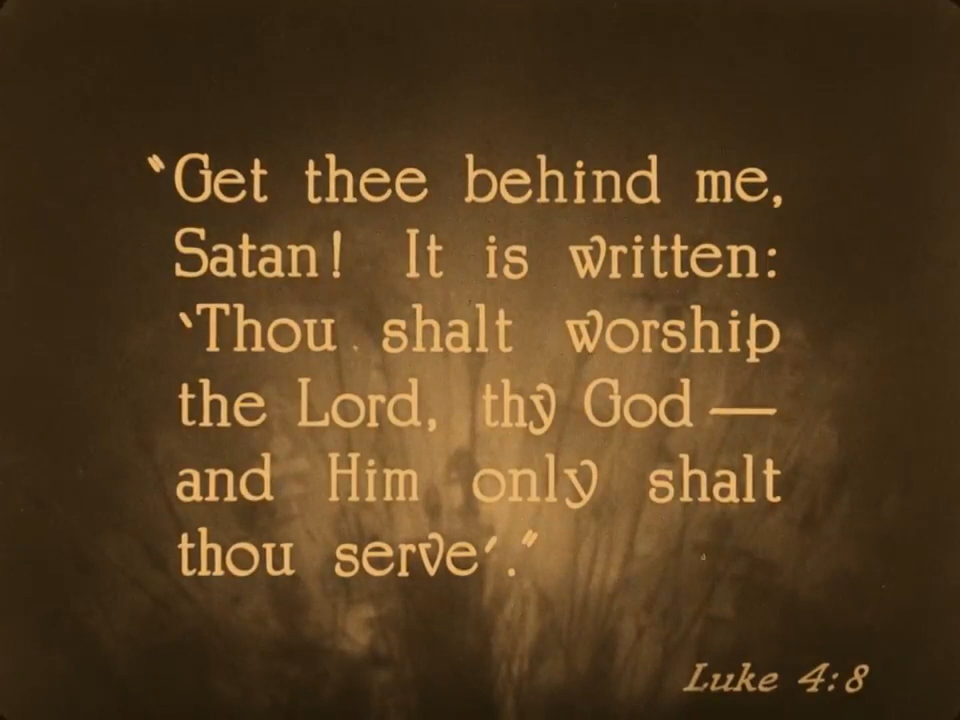 “Get thee behind me,
Satan! It is written:
‘Thou shalt worship
the Lord, thy God —
and Him only shalt
thou serve’.”
Luke 4:8